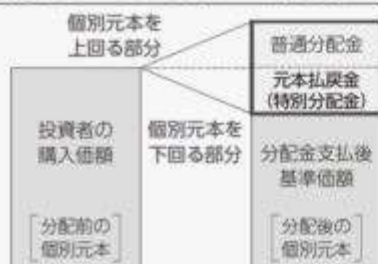 個別元本を
上回る部分
普通分配金
元本払戻金
(特別分配金)
投資者の
購入価額
個別元本を
下回る部分
分配金支払後
基準価額
分配前の
個別元本
分配後の
個別元本